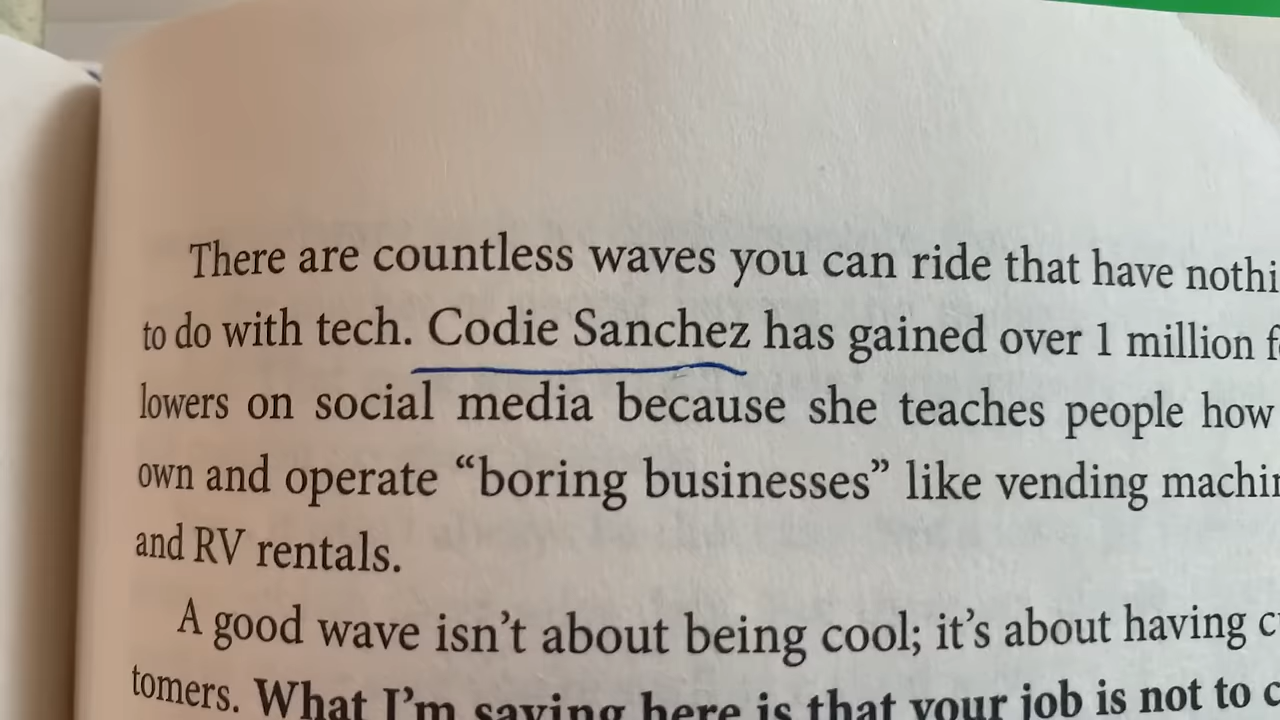 There are countless waves you can ride that have nothi
to do with tech. Codie Sanchez has gained over 1 million f
lowers on social media because she teaches people how
own and operate “boring businesses” like vending machin
and RV rentals.
A good wave isn’t about being cool; it’s about having c
tomers. What I’m saying here is that your job is not to c